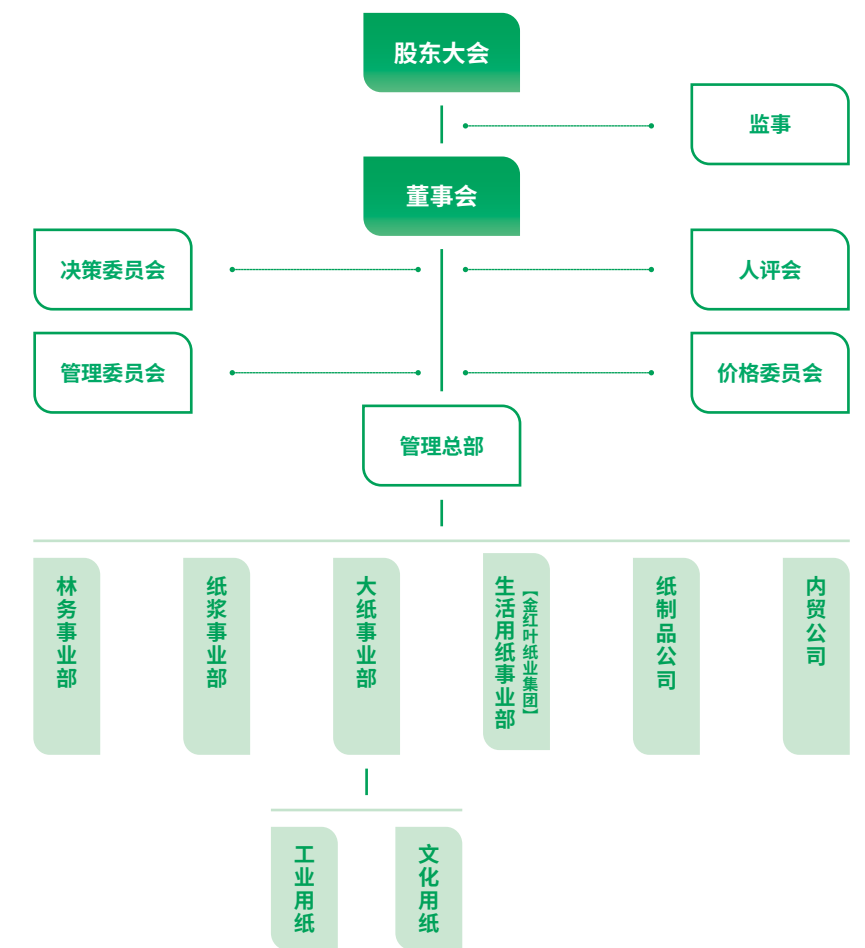 股东大会
监事
董事会
决策委员会
人评会
管理委员会
价格委员会
管理总部
林务事业部
纸浆事业部
大纸事业部
生活用纸事业部
【金红叶纸业集团】
纸制品公司
内贸公司
工业用纸
文化用纸